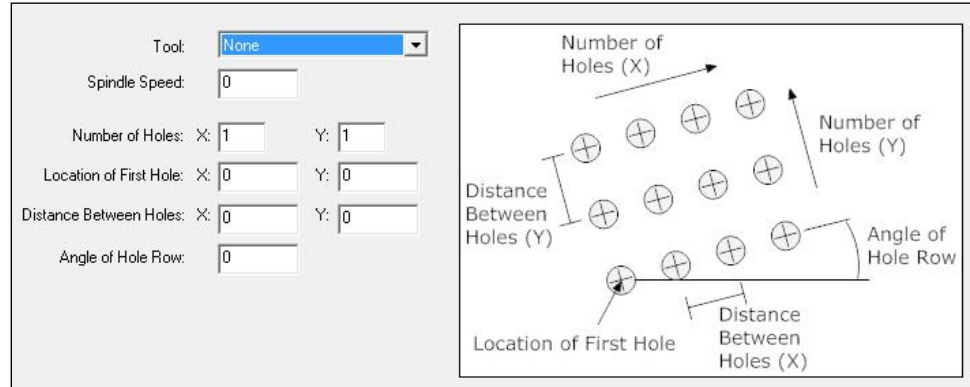 Tool: None
Spindle Speed: 0
Number of Holes: X: 1 Y: 1
Location of First Hole: X: 0 Y: 0
Distance Between Holes: X: 0 Y: 0
Angle of Hole Row: 0
Number of
Holes (X)
Number of
Holes (Y)
Distance
Between
Holes (Y)
Angle of
Hole Row
Location of First Hole
Distance
Between
Holes (X)